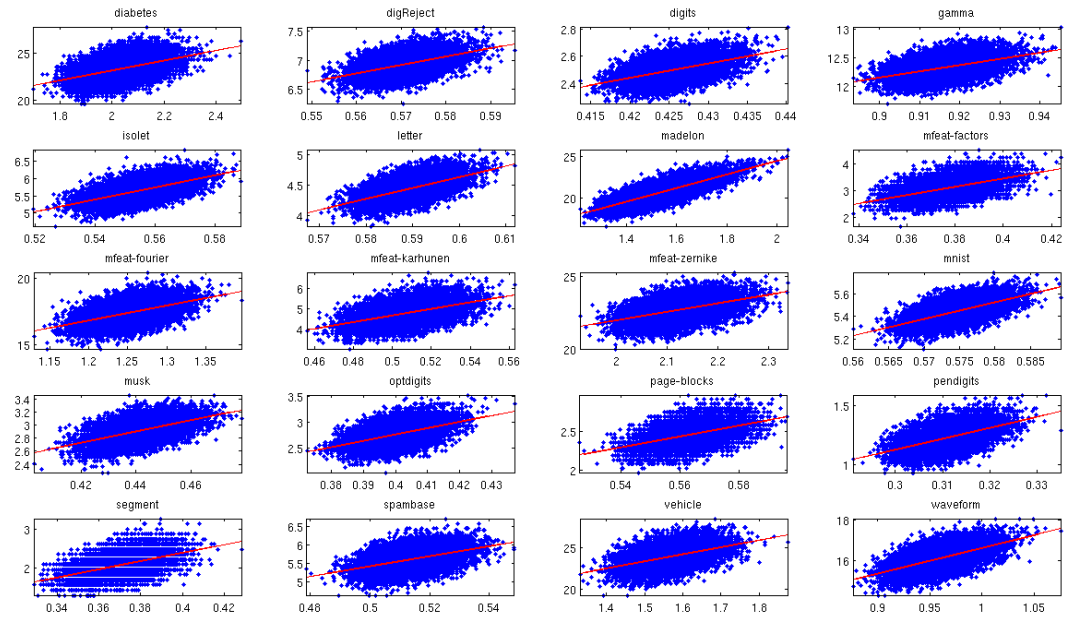 diabetes digReject digits gamma
25 20 1.8 2 2.2 2.4
7.5 7 6.5 0.55 0.56 0.57 0.58 0.59
2.8 2.6 2.4 0.415 0.42 0.425 0.43 0.435 0.44
13 12.5 12 0.9 0.91 0.92 0.93 0.94
isolet letter madelon mfeat-factors
6.5 6 5.5 5 0.52 0.54 0.56 0.58
5 4.5 4 0.57 0.58 0.59 0.6 0.61
25 20 1.4 1.6 1.8 2
4 3 2 0.34 0.36 0.38 0.4 0.42
mfeat-fourier mfeat-karhunen mfeat-zernike mnist
20 15 1.15 1.2 1.25 1.3 1.35
6 5 4 0.46 0.48 0.5 0.52 0.54 0.56
25 20 2 2.1 2.2 2.3
5.6 5.4 5.2 0.56 0.565 0.57 0.575 0.58 0.585
musk optdigits page-blocks pendigits
3.4 3.2 3 2.8 2.6 2.4 0.42 0.44 0.46
3.5 3 2.5 0.38 0.39 0.4 0.41 0.42 0.43
2.5 2 0.54 0.56 0.58
1.5 1 0.3 0.31 0.32 0.33
segment spambase vehicle waveform
3 2 0.34 0.36 0.38 0.4 0.42
6.5 6 5.5 5 0.48 0.5 0.52 0.54
25 20 1.4 1.5 1.6 1.7 1.8
18 16 0.9 0.95 1 1.05